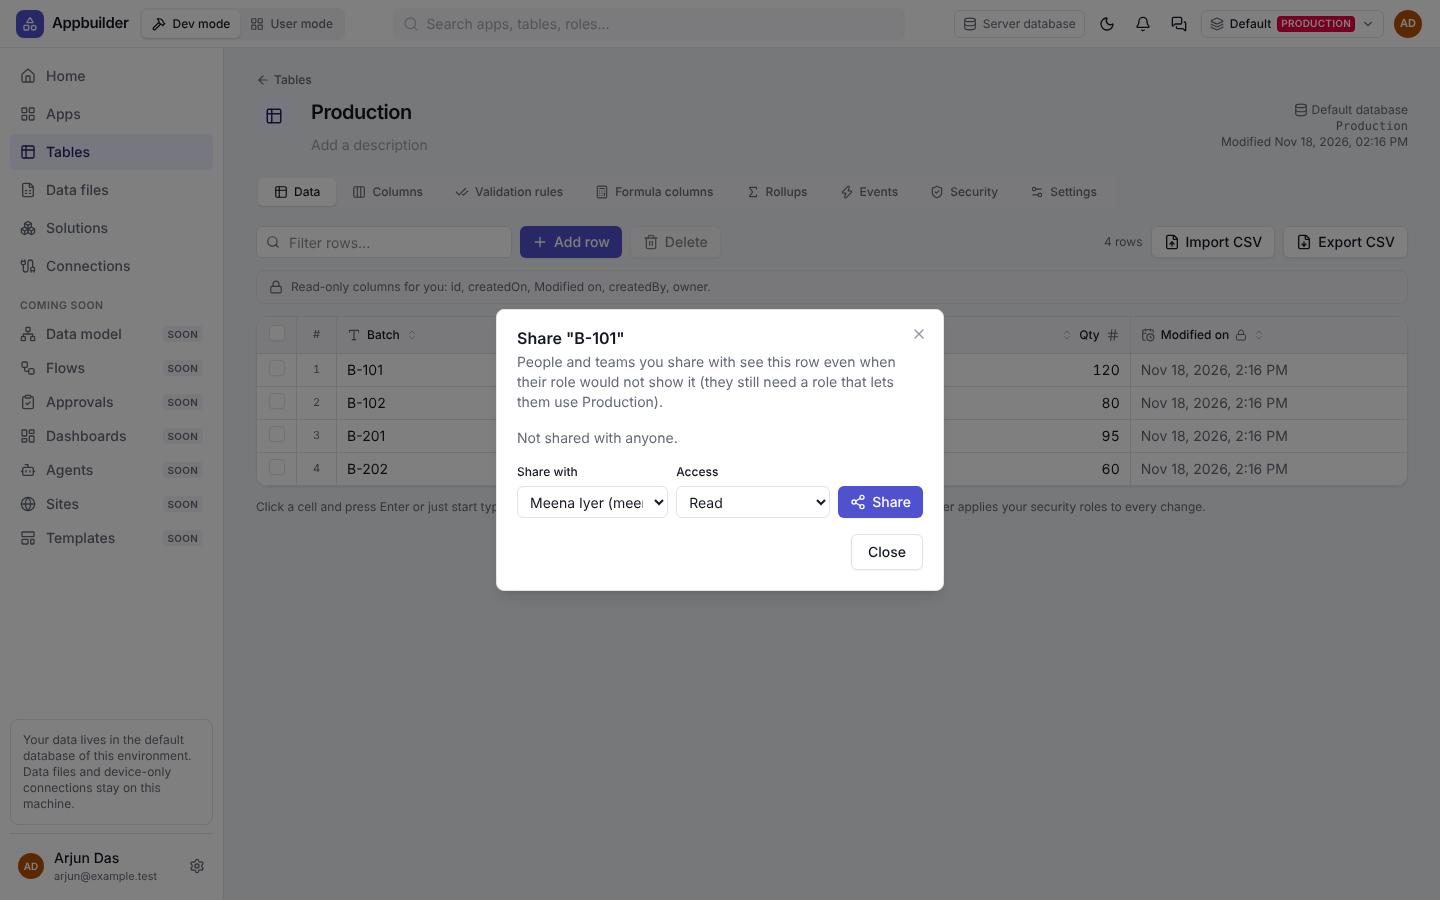 Appbuilder
Dev mode
User mode
Search apps, tables, roles...
Server database
Default PRODUCTION
AD
Home
Apps
Tables
Data files
Solutions
Connections
COMING SOON
Data model SOON
Flows SOON
Approvals SOON
Dashboards SOON
Agents SOON
Sites SOON
Templates SOON
Your data lives in the default
database of this environment.
Data files and device-only
connections stay on this
machine.
AD
Arjun Das
arjun@example.test
Tables
Production
Add a description
Default database
Production
Modified Nov 18, 2026, 02:16 PM
Data
Columns
Validation rules
Formula columns
Rollups
Events
Security
Settings
Filter rows...
Add row
Delete
4 rows
Import CSV
Export CSV
Read-only columns for you: id, createdOn, Modified on, createdBy, owner.
# Batch Qty Modified on
1 B-101 120 Nov 18, 2026, 2:16 PM
2 B-102 80 Nov 18, 2026, 2:16 PM
3 B-201 95 Nov 18, 2026, 2:16 PM
4 B-202 60 Nov 18, 2026, 2:16 PM
Click a cell and press Enter or just start
applies your security roles to every change.
Share "B-101"
People and teams you share with see this row even when
their role would not show it (they still need a role that lets
them use Production).
Not shared with anyone.
Share with
Access
Meena Iyer
Read
Share
Close